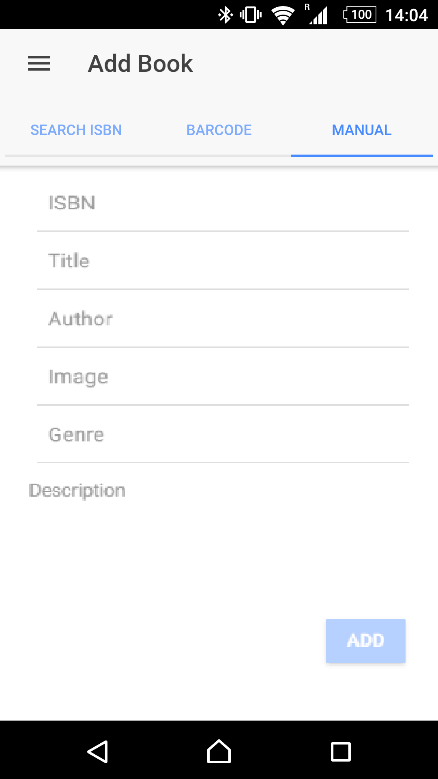 R 100 14:04
Add Book
SEARCH ISBN BARCODE MANUAL
ISBN
Title
Author
Image
Genre
Description
ADD